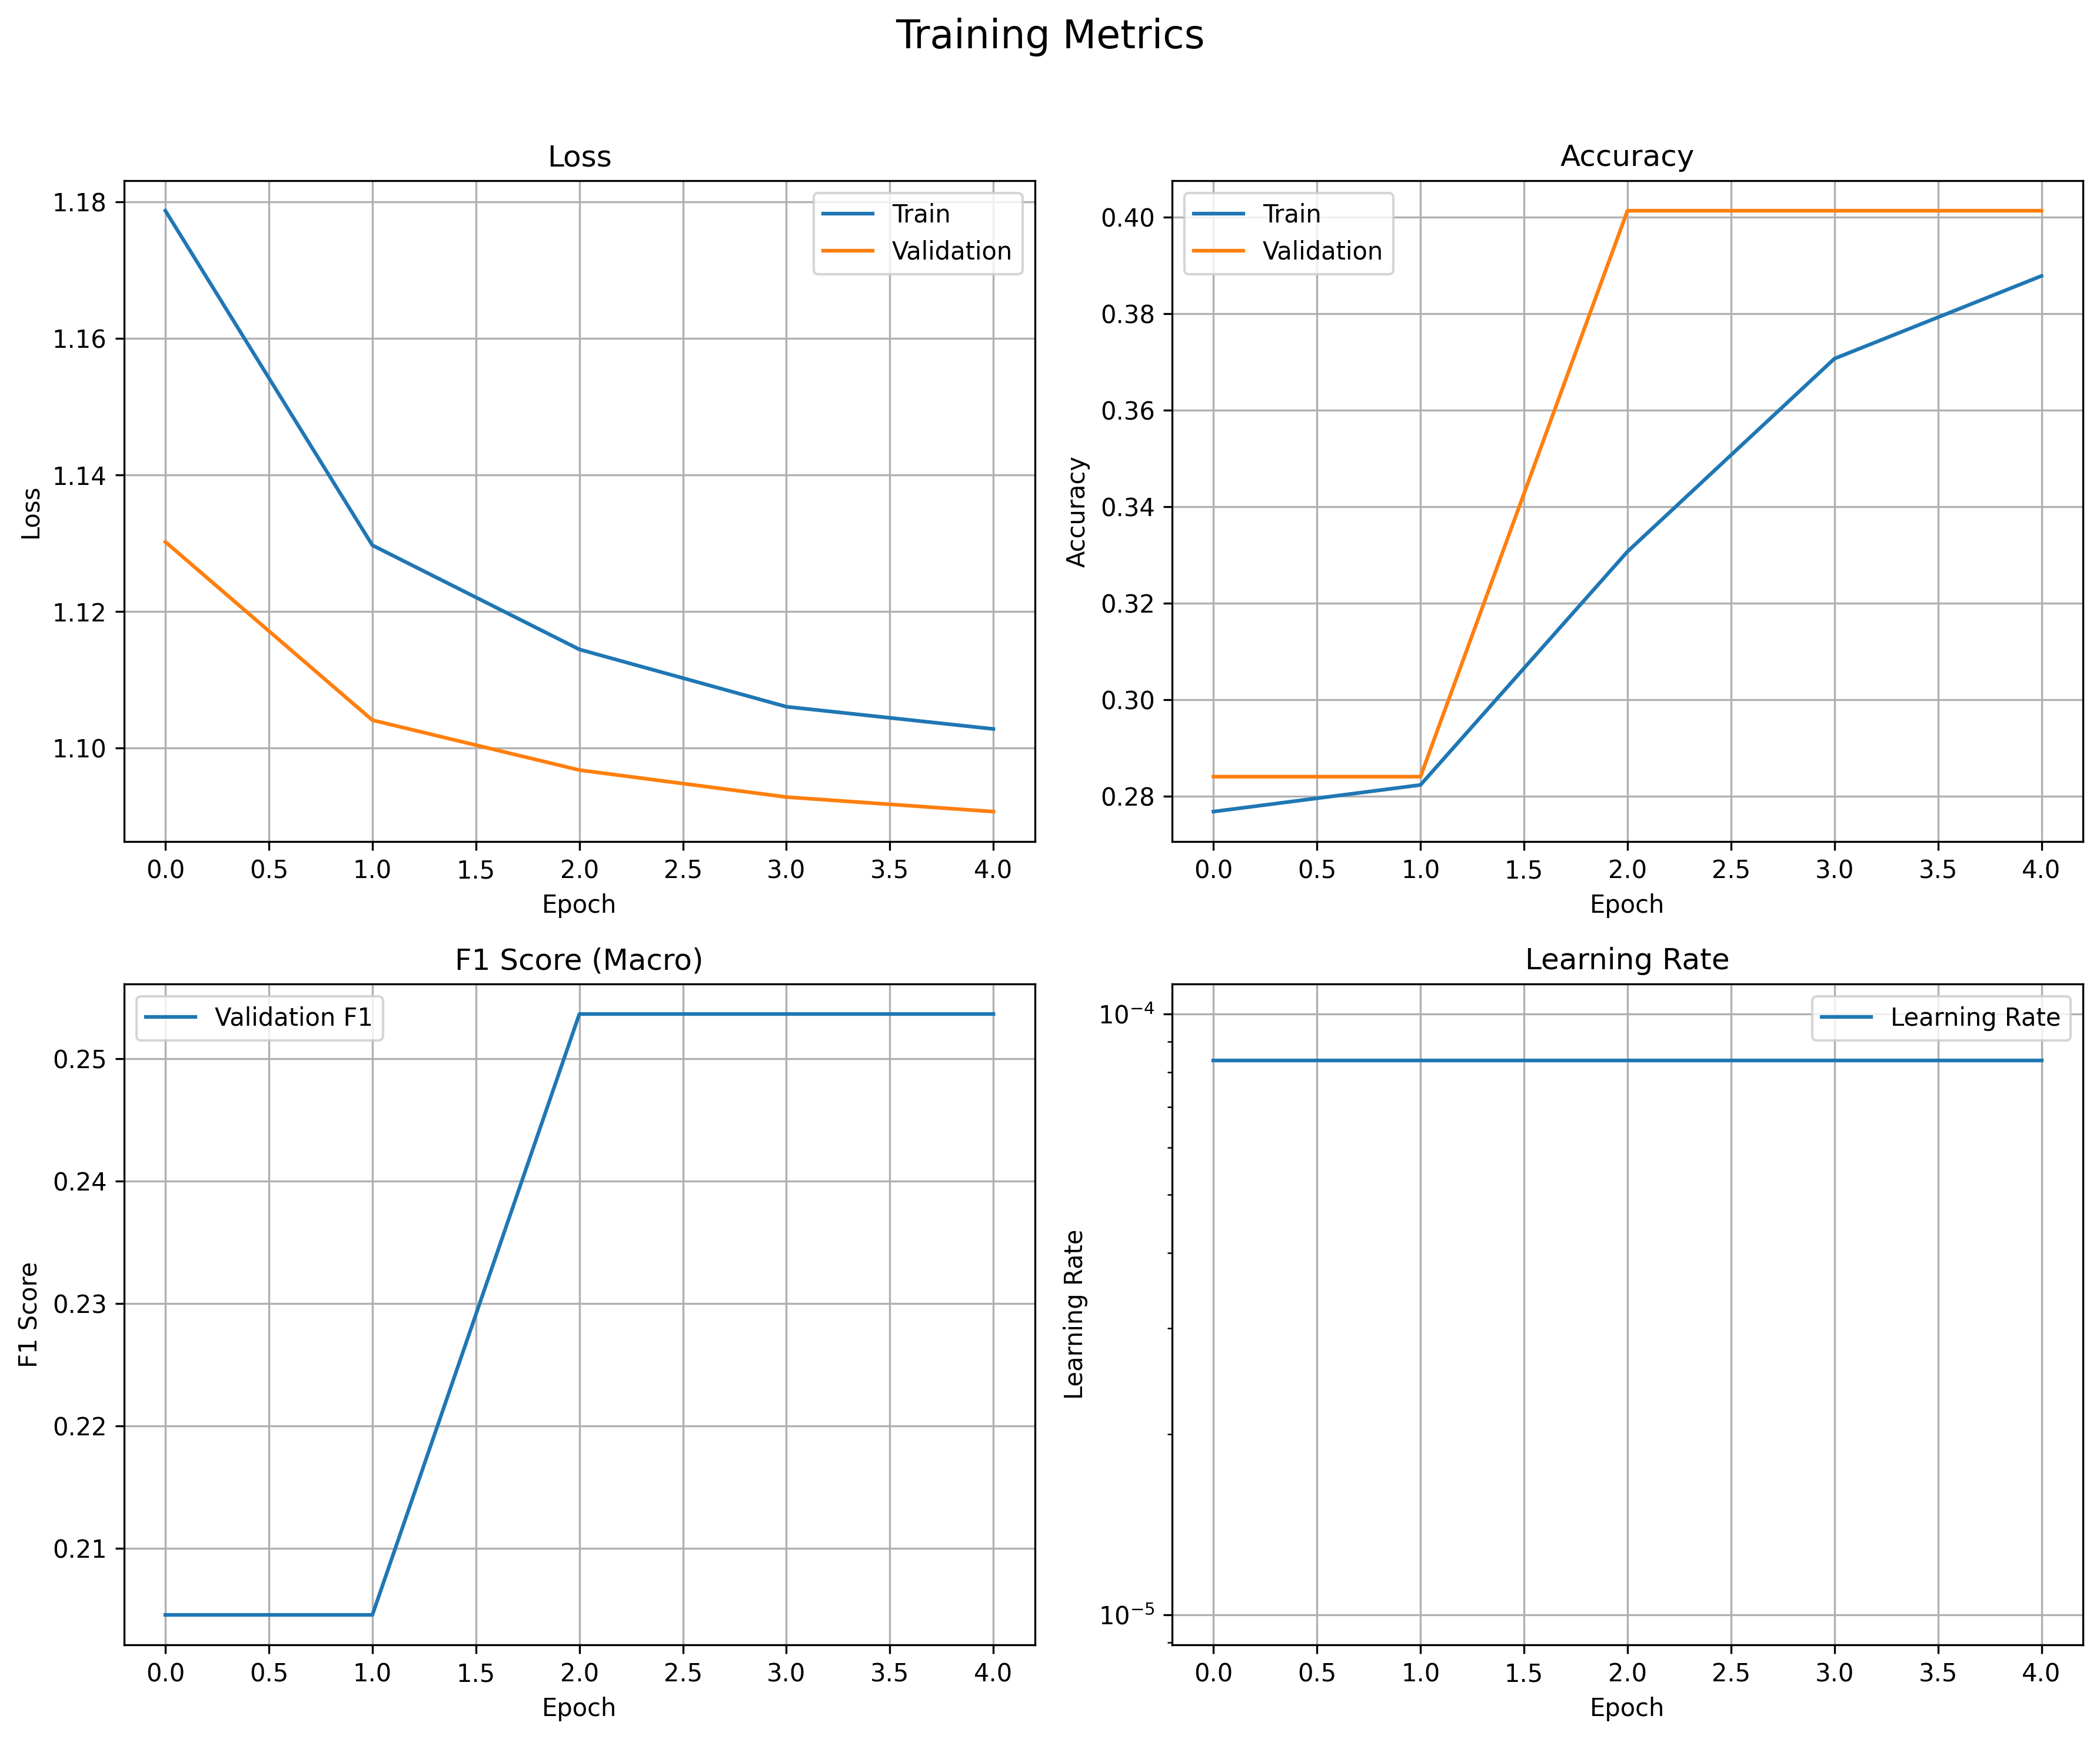 Training Metrics
Loss
1.18
1.16
1.14
1.12
1.10
Loss
Train
Validation
0.0 0.5 1.0 1.5 2.0 2.5 3.0 3.5 4.0
Epoch
Accuracy
0.40
0.38
0.36
0.34
0.32
0.30
0.28
Accuracy
Train
Validation
0.0 0.5 1.0 1.5 2.0 2.5 3.0 3.5 4.0
Epoch
F1 Score (Macro)
0.25
0.24
0.23
0.22
0.21
F1 Score
Validation F1
0.0 0.5 1.0 1.5 2.0 2.5 3.0 3.5 4.0
Epoch
Learning Rate
10⁻⁴
10⁻⁵
Learning Rate
Learning Rate
0.0 0.5 1.0 1.5 2.0 2.5 3.0 3.5 4.0
Epoch